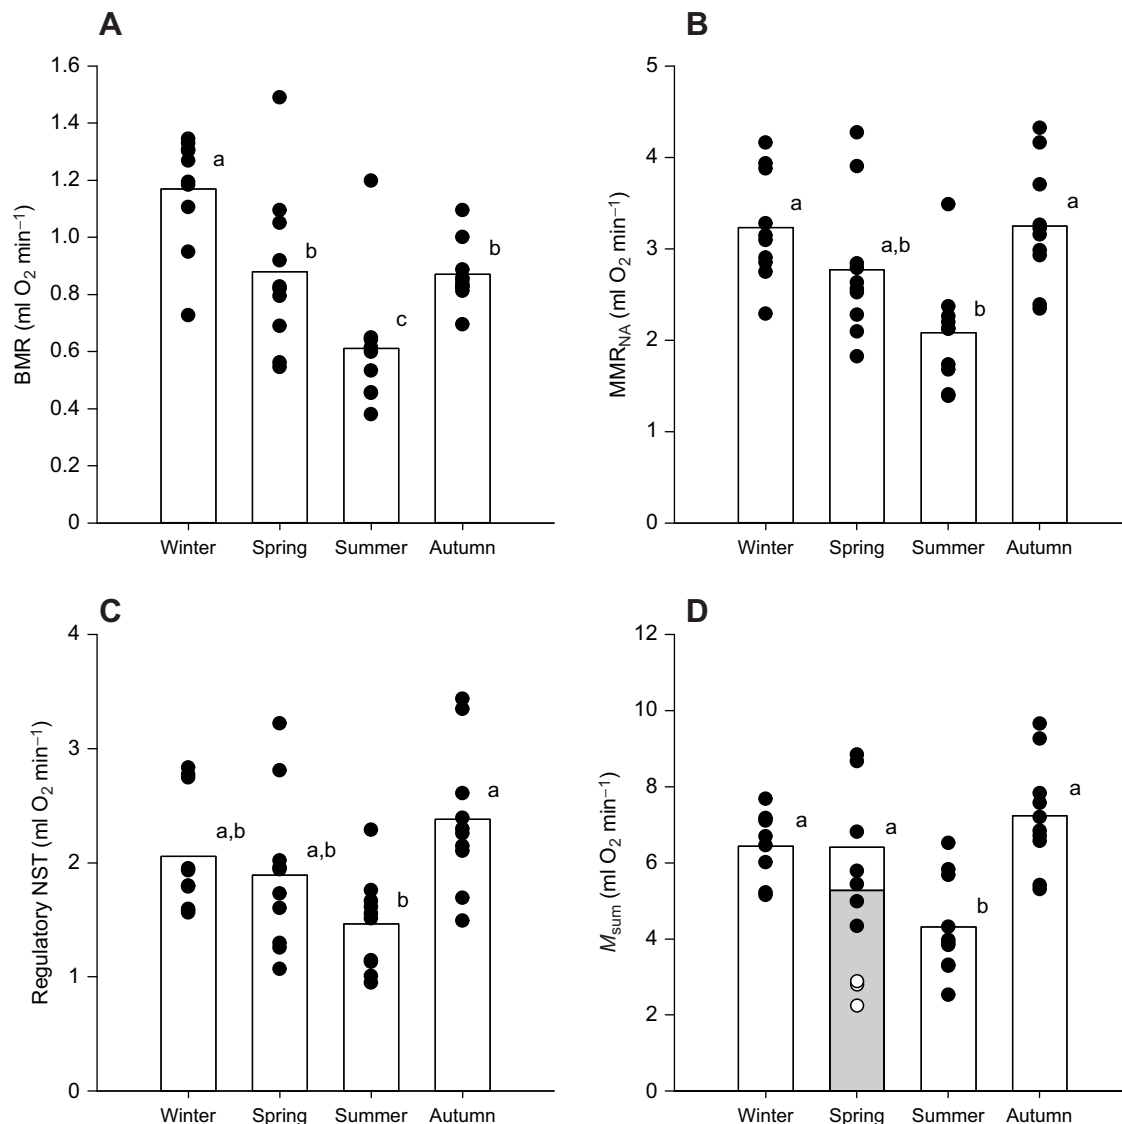 A
BMR (ml O₂ min⁻¹)
1.6
1.4
1.2
1.0
0.8
0.6
0.4
0.2
0
a
b
c
b
Winter Spring Summer Autumn
B
MMR_NA (ml O₂ min⁻¹)
5
4
3
2
1
0
a
a,b
b
a
Winter Spring Summer Autumn
C
Regulatory NST (ml O₂ min⁻¹)
4
3
2
1
0
a,b
a,b
b
a
Winter Spring Summer Autumn
D
M_sum (ml O₂ min⁻¹)
12
10
8
6
4
2
0
a
a
b
a
Winter Spring Summer Autumn